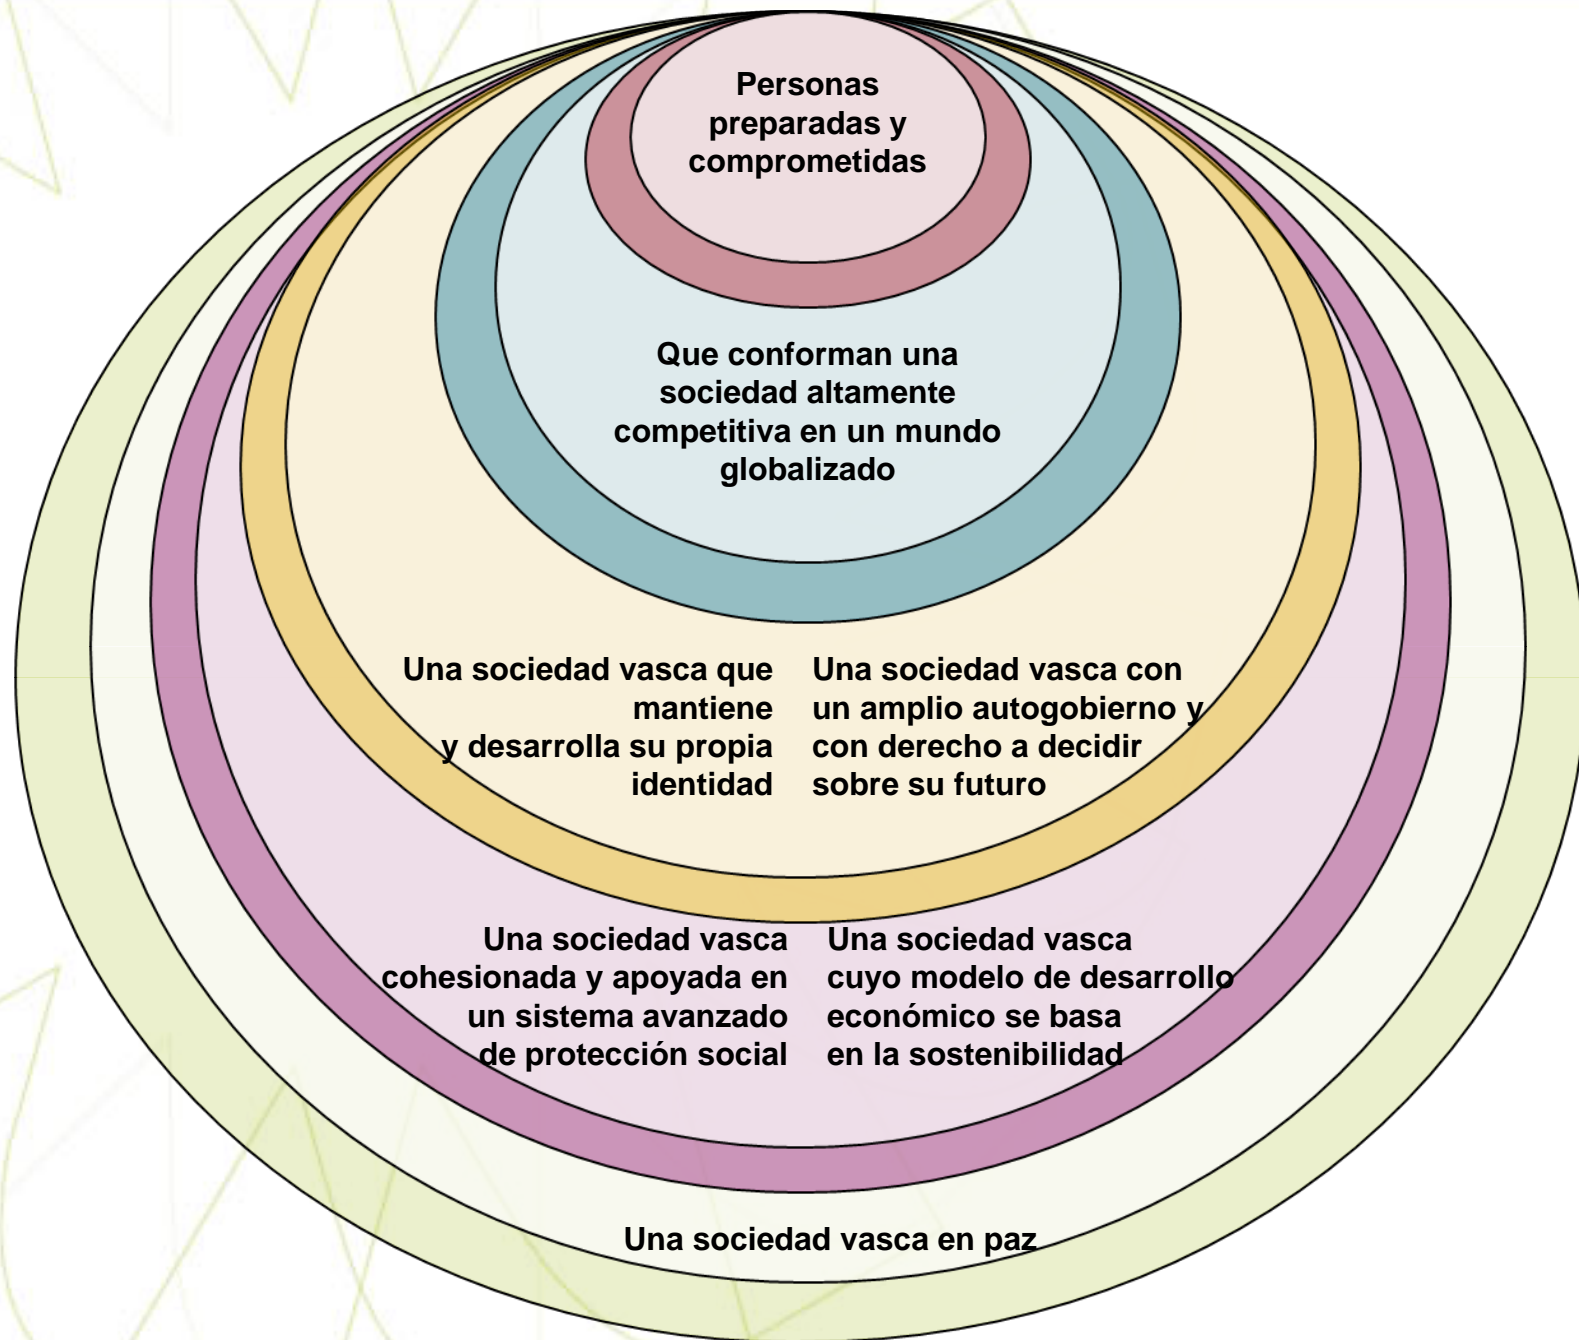 Personas
preparadas y
comprometidas
Que conforman una
sociedad altamente
competitiva en un mundo
globalizado
Una sociedad vasca que
mantiene
y desarrolla su propia
identidad
Una sociedad vasca con
un amplio autogobierno y
con derecho a decidir
sobre su futuro
Una sociedad vasca
cohesionada y apoyada en
un sistema avanzado
de protección social
Una sociedad vasca
cuyo modelo de desarrollo
económico se basa
en la sostenibilidad
Una sociedad vasca en paz